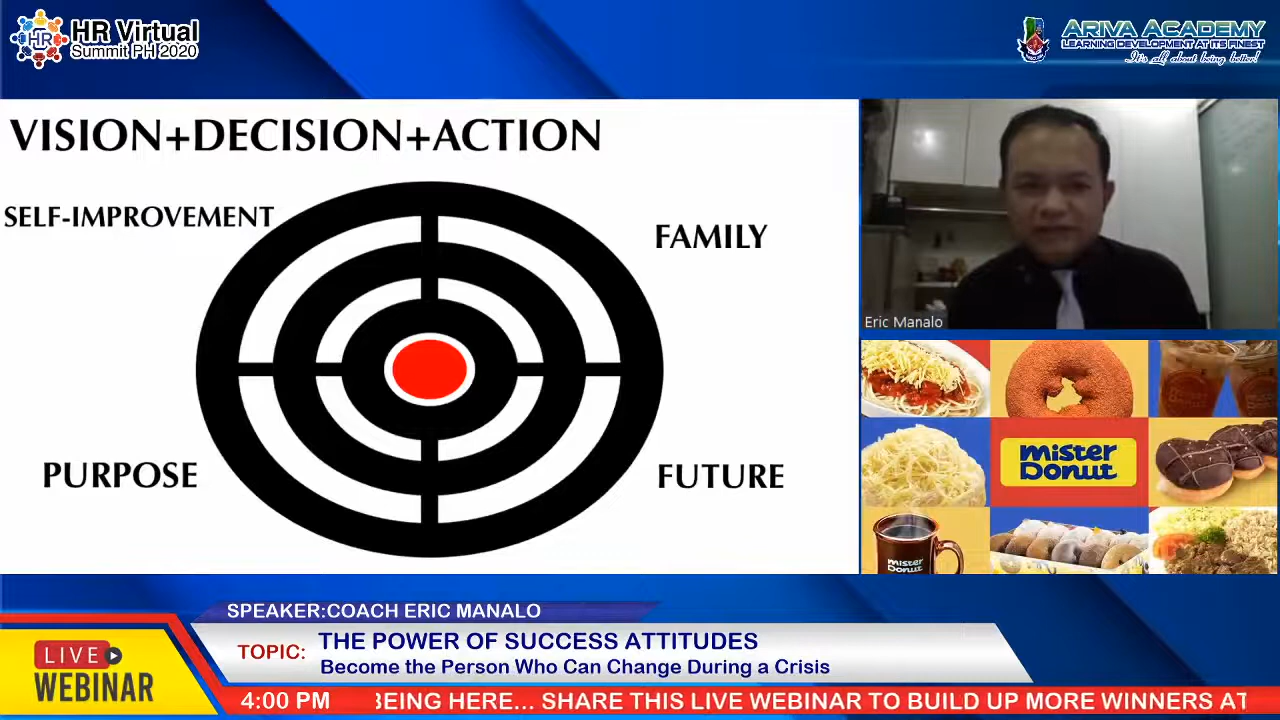 HR Virtual
Summit PH 2020
HR
ARIVA ACADEMY
LEARNING DEVELOPMENT AT ITS FINEST
It's all about being better!
VISION+DECISION+ACTION
SELF-IMPROVEMENT
FAMILY
PURPOSE
FUTURE
Eric Manalo
mister
Donut
mister
Donut
SPEAKER:COACH ERIC MANALO
TOPIC: THE POWER OF SUCCESS ATTITUDES
Become the Person Who Can Change During a Crisis
LIVE
WEBINAR
4:00 PM
BEING HERE... SHARE THIS LIVE WEBINAR TO BUILD UP MORE WINNERS AT